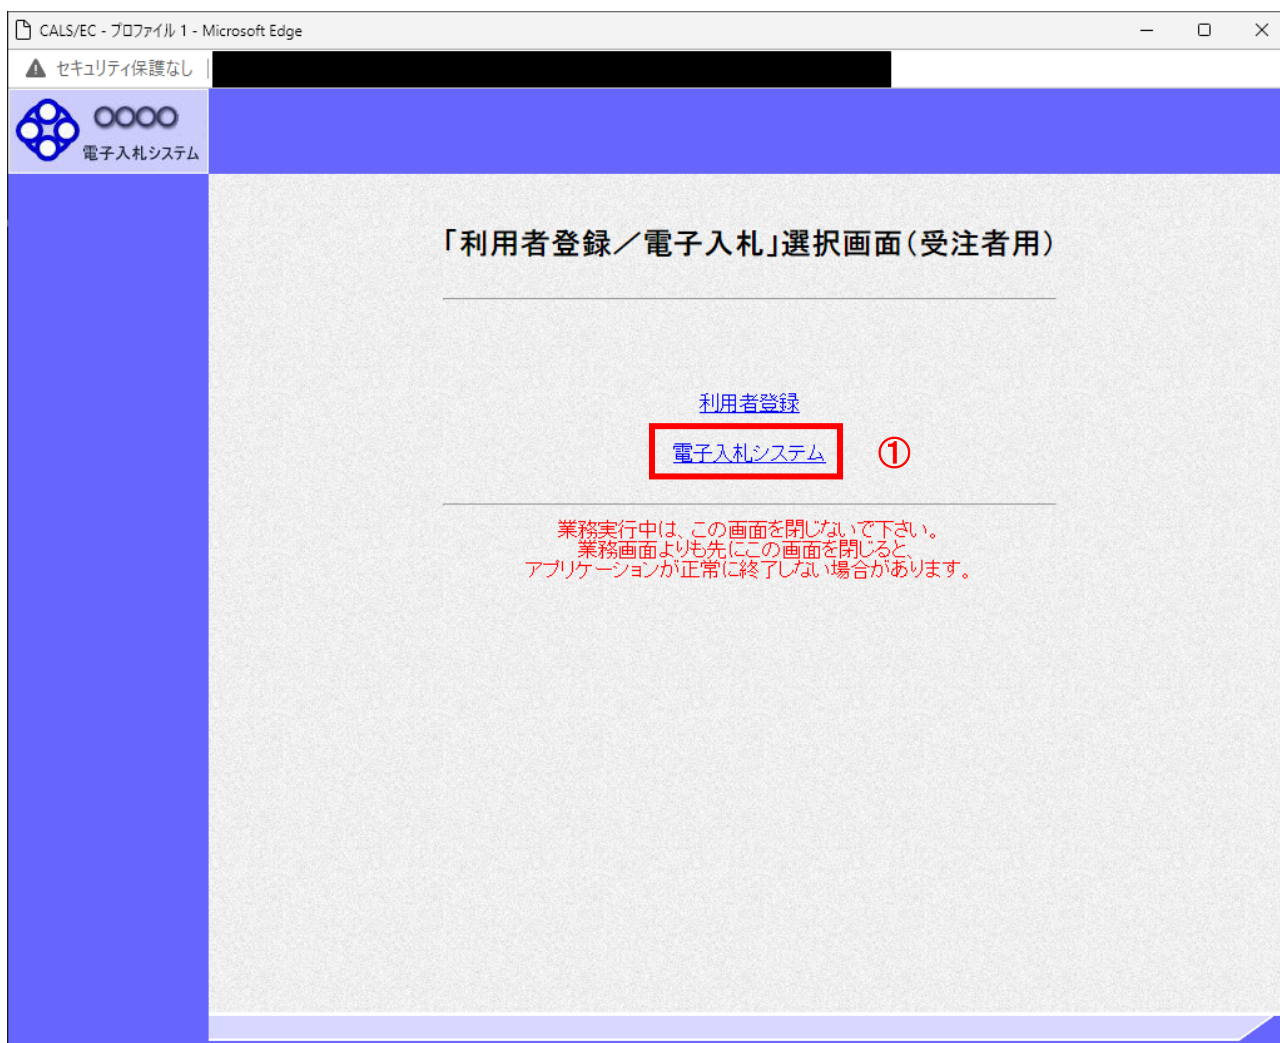 CALS/EC - プロファイル 1 - Microsoft Edge
セキュリティ保護なし
○○○○
電子入札システム
「利用者登録／電子入札」選択画面（受注者用）
利用者登録
電子入札システム ①
業務実行中は、この画面を閉じないで下さい。
業務画面よりも先にこの画面を閉じると、
アプリケーションが正常に終了しない場合があります。